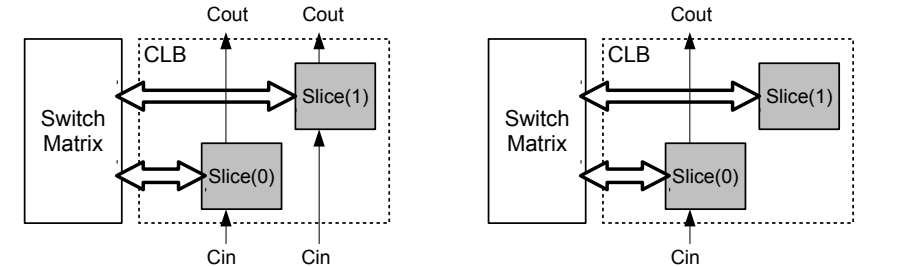 Cout Cout
CLB
Slice(1)
Switch
Matrix
Slice(0)
Cin Cin
Cout
CLB
Slice(1)
Switch
Matrix
Slice(0)
Cin